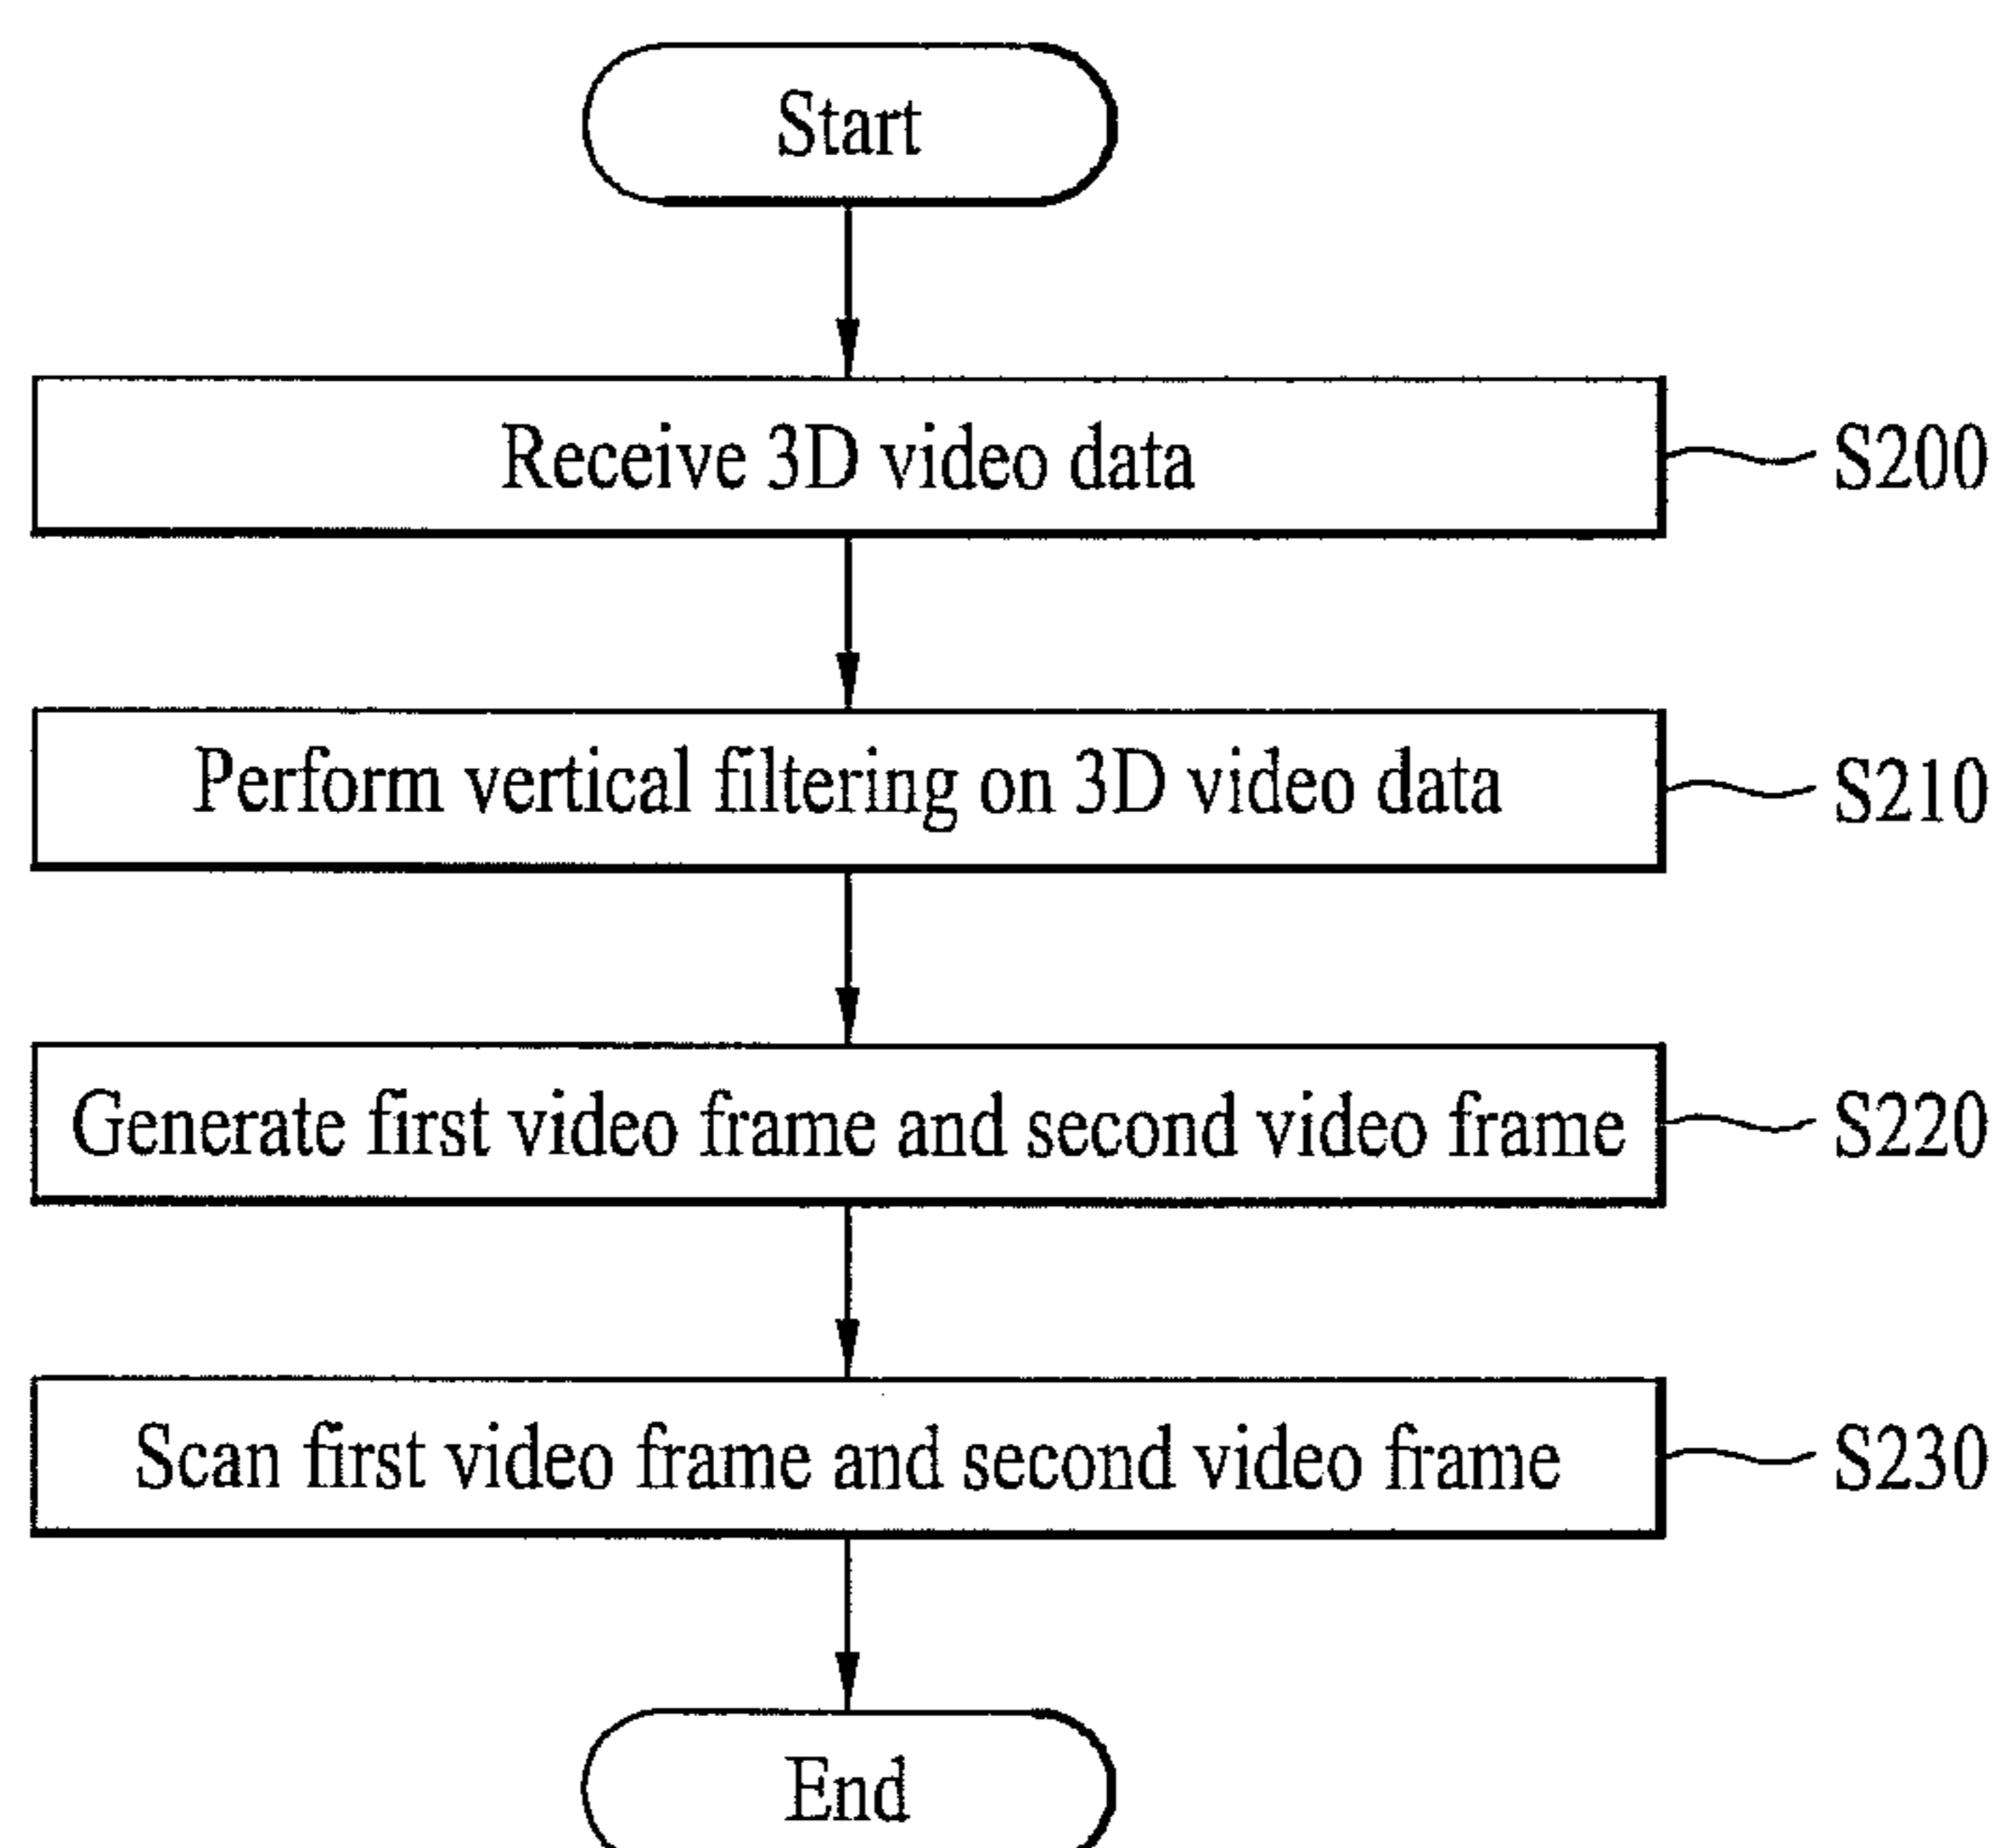 Start
Receive 3D video data
S200
Perform vertical filtering on 3D video data
S210
Generate first video frame and second video frame
S220
Scan first video frame and second video frame
S230
End